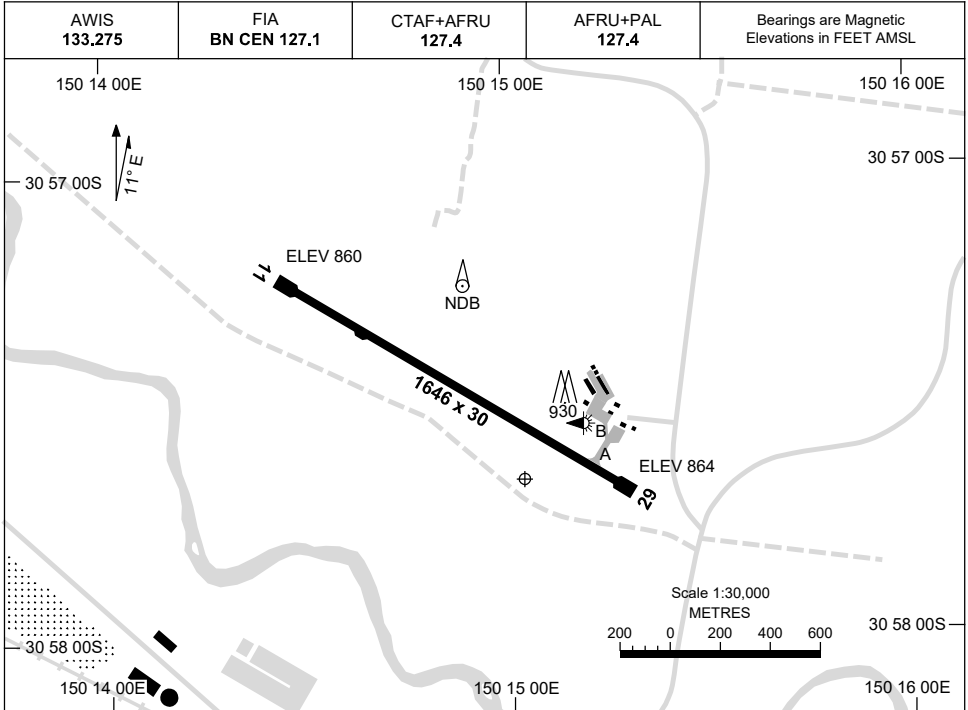 AWIS
133.275
FIA
BN CEN 127.1
CTAF+AFRU
127.4
AFRU+PAL
127.4
Bearings are Magnetic
Elevations in FEET AMSL
150 14 00E
150 15 00E
150 16 00E
11° E
30 57 00S
30 57 00S
ELEV 860
11
NDB
1646 x 30
930
B
A
ELEV 864
29
Scale 1:30,000
METRES
200 0 200 400 600
30 58 00S
30 58 00S
150 14 00E
150 15 00E
150 16 00E